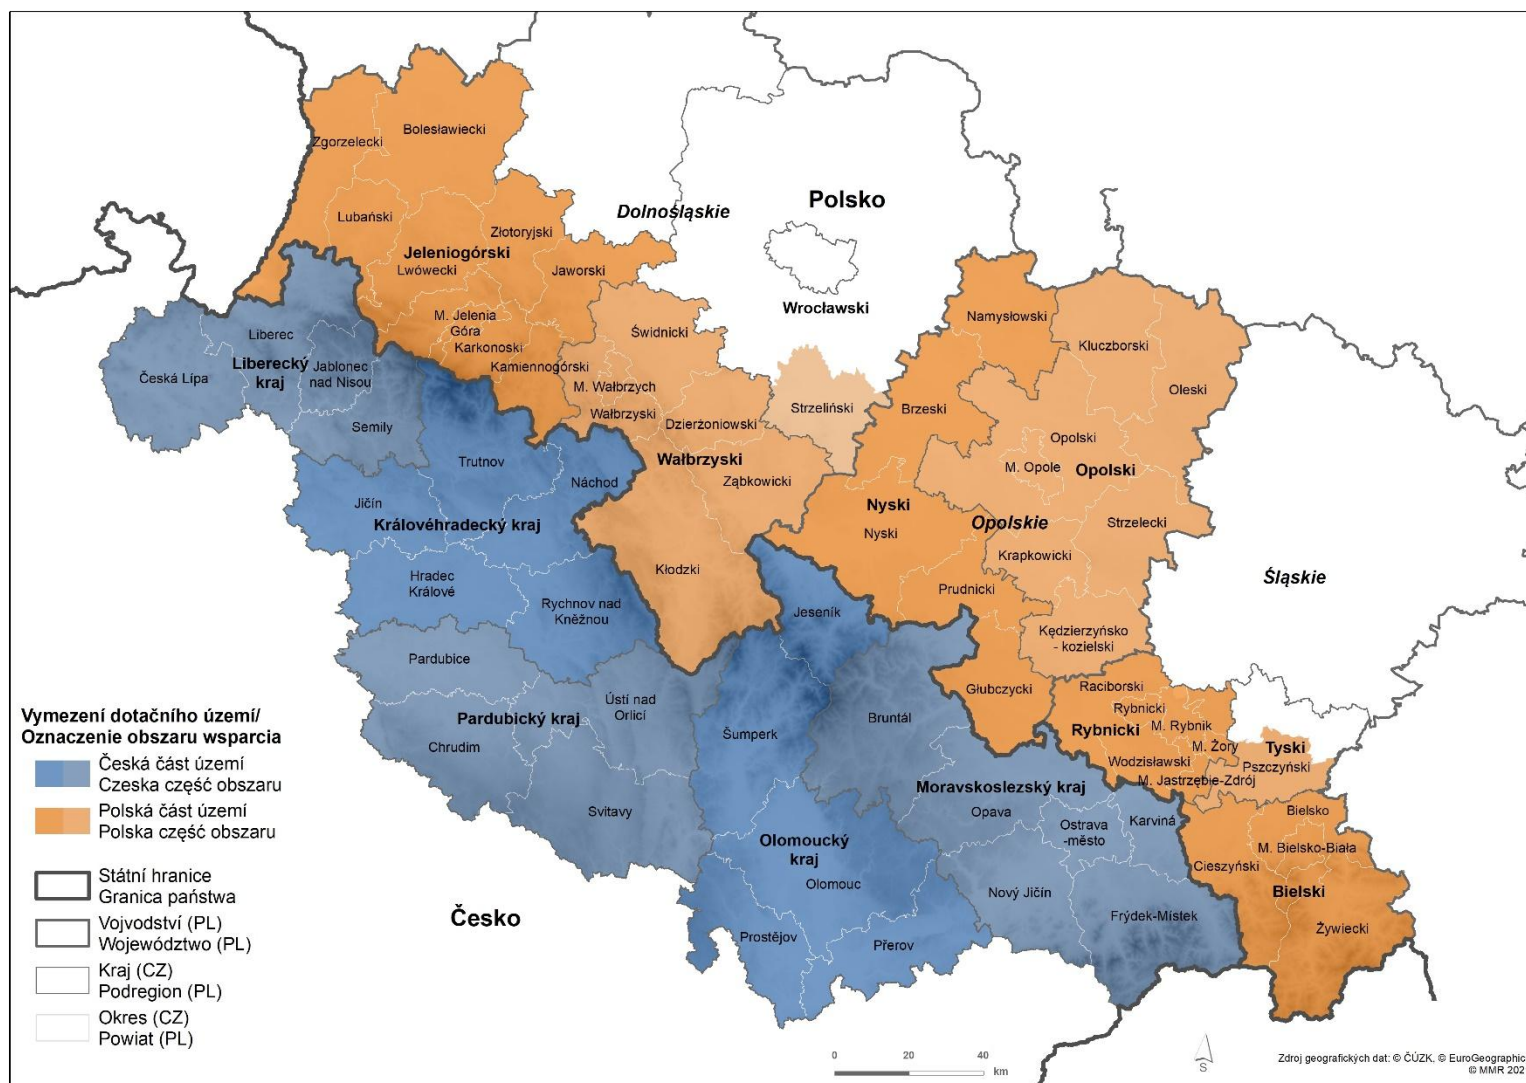 Zgorzelecki
Bolesławiecki
Lubański
Złotoryjski
Jeleniogórski
Lwówecki
Jaworski
M. Jelenia
Góra
Karkonoski
Kamiennogórski
Dolnośląskie
Polsko
Wrocławski
Świdnicki
M. Wałbrzych
Wałbrzyski
Dzierżoniowski
Strzeliński
Wałbrzyski
Ząbkowicki
Kłodzki
Namysłowski
Kluczborski
Oleski
Brzeski
Opolski
M. Opole
Opolski
Nyski
Nyski
Opolskie
Strzelecki
Krapkowicki
Prudnicki
Kędzierzyńsko
- kozielski
Głubczycki
Śląskie
Raciborski
Rybnicki
M. Rybnik
Rybnicki
M. Żory
Wodzisławski
M. Jastrzębie-Zdrój
Tyski
Pszczyński
Bielsko
M. Bielsko-Biała
Cieszyński
Bielski
Żywiecki
Liberec
Česká Lípa
Liberecký
kraj
Jablonec
nad Nisou
Semily
Trutnov
Náchod
Jičín
Královéhradecký kraj
Hradec
Králové
Rychnov nad
Kněžnou
Pardubice
Ústí nad
Orlicí
Pardubický kraj
Chrudim
Svitavy
Jeseník
Šumperk
Bruntál
Moravskoslezský kraj
Opava
Ostrava
-město
Karviná
Olomoucký
kraj
Olomouc
Nový Jičín
Frýdek-Místek
Prostějov
Přerov
Česko
Vymezení dotačního území/
Oznaczenie obszaru wsparcia
Česká část území
Czeska część obszaru
Polská část území
Polska część obszaru
Státní hranice
Granica państwa
Vojvodství (PL)
Województwo (PL)
Kraj (CZ)
Podregion (PL)
Okres (CZ)
Powiat (PL)
0 20 40
km
S
Zdroj geografických dat: © ČÚZK, © EuroGeographic
© MMR 202